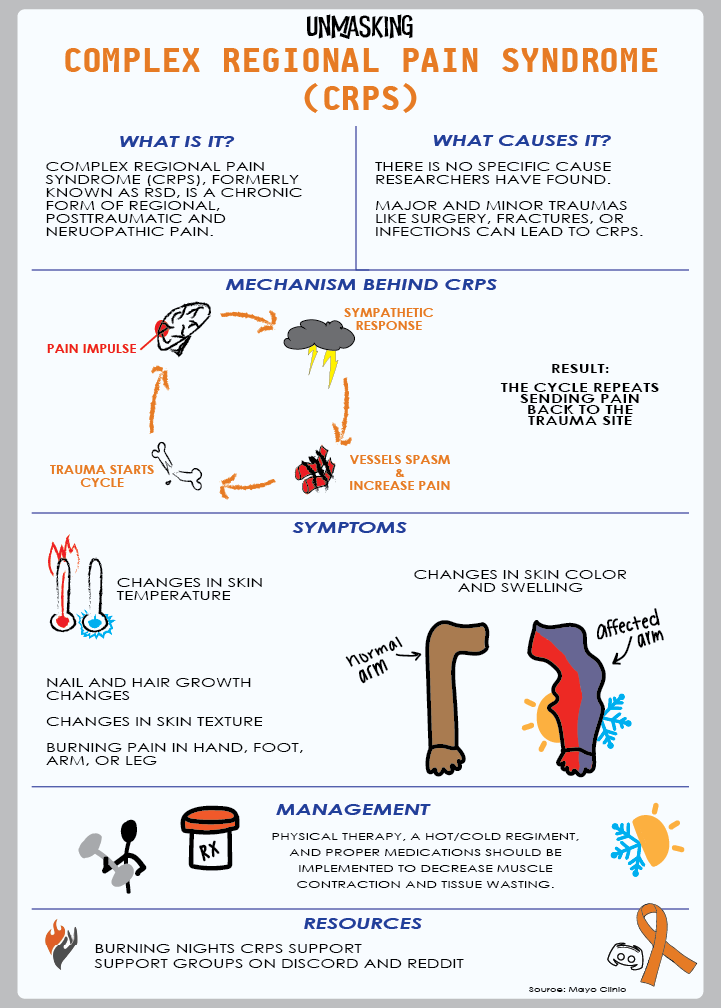 UNMASKING
COMPLEX REGIONAL PAIN SYNDROME
(CRPS)
WHAT IS IT?
COMPLEX REGIONAL PAIN
SYNDROME (CRPS), FORMERLY
KNOWN AS RSD, IS A CHRONIC
FORM OF REGIONAL,
POSTTRAUMATIC AND
NERUOPATHIC PAIN.
WHAT CAUSES IT?
THERE IS NO SPECIFIC CAUSE
RESEARCHERS HAVE FOUND.
MAJOR AND MINOR TRAUMAS
LIKE SURGERY, FRACTURES, OR
INFECTIONS CAN LEAD TO CRPS.
MECHANISM BEHIND CRPS
PAIN IMPULSE
SYMPATHETIC
RESPONSE
VESSELS SPASM
&
INCREASE PAIN
TRAUMA STARTS
CYCLE
RESULT:
THE CYCLE REPEATS
SENDING PAIN
BACK TO THE
TRAUMA SITE
SYMPTOMS
CHANGES IN SKIN
TEMPERATURE
NAIL AND HAIR GROWTH
CHANGES
CHANGES IN SKIN TEXTURE
BURNING PAIN IN HAND, FOOT,
ARM, OR LEG
CHANGES IN SKIN COLOR
AND SWELLING
normal
arm
affected
arm
MANAGEMENT
RX
PHYSICAL THERAPY, A HOT/COLD REGIMENT,
AND PROPER MEDICATIONS SHOULD BE
IMPLEMENTED TO DECREASE MUSCLE
CONTRACTION AND TISSUE WASTING.
RESOURCES
BURNING NIGHTS CRPS SUPPORT
SUPPORT GROUPS ON DISCORD AND REDDIT
Source: Mayo Clinic